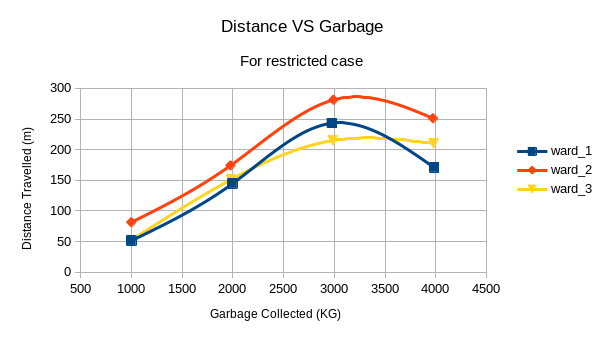 Distance VS Garbage
For restricted case
300
250
200
150
100
50
0
Distance Travelled (m)
500 1000 1500 2000 2500 3000 3500 4000 4500
Garbage Collected (KG)
ward_1
ward_2
ward_3